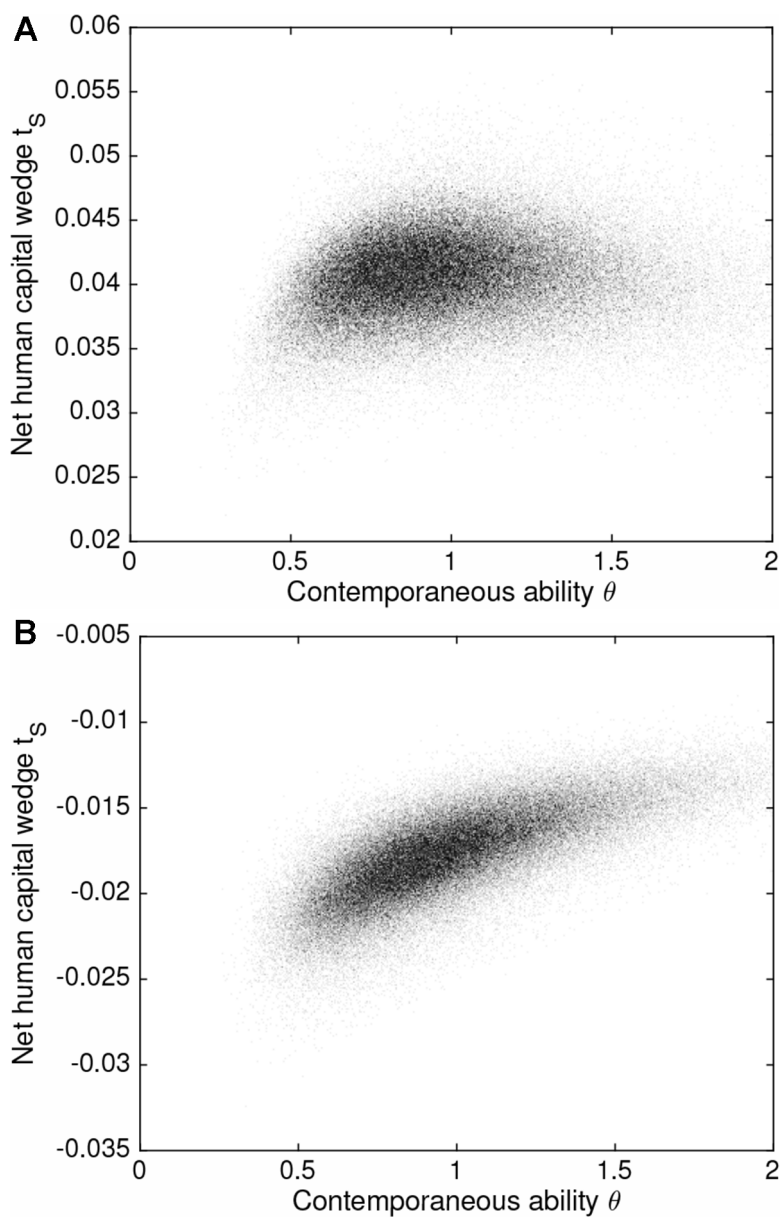 A
0.06
0.055
0.05
0.045
0.04
0.035
0.03
0.025
0.02
Net human capital wedge t_S
0 0.5 1 1.5 2
Contemporaneous ability θ
B
-0.005
-0.01
-0.015
-0.02
-0.025
-0.03
-0.035
Net human capital wedge t_S
0 0.5 1 1.5 2
Contemporaneous ability θ